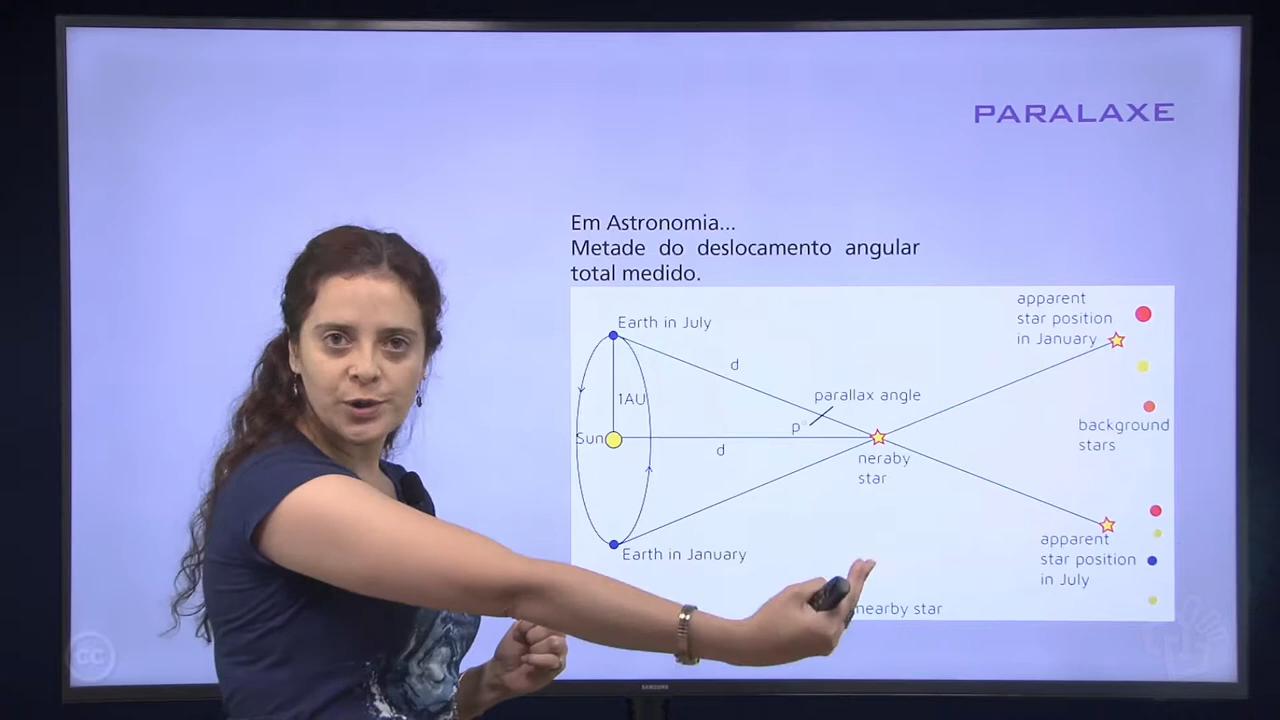 PARALAXE
Em Astronomia...
Metade do deslocamento angular
total medido.
Earth in July
1AU
Sun
d
d
p°
parallax angle
neraby
star
Earth in January
apparent
star position
in January
background
stars
apparent
star position
in July
nearby star
SAMSUNG
CC